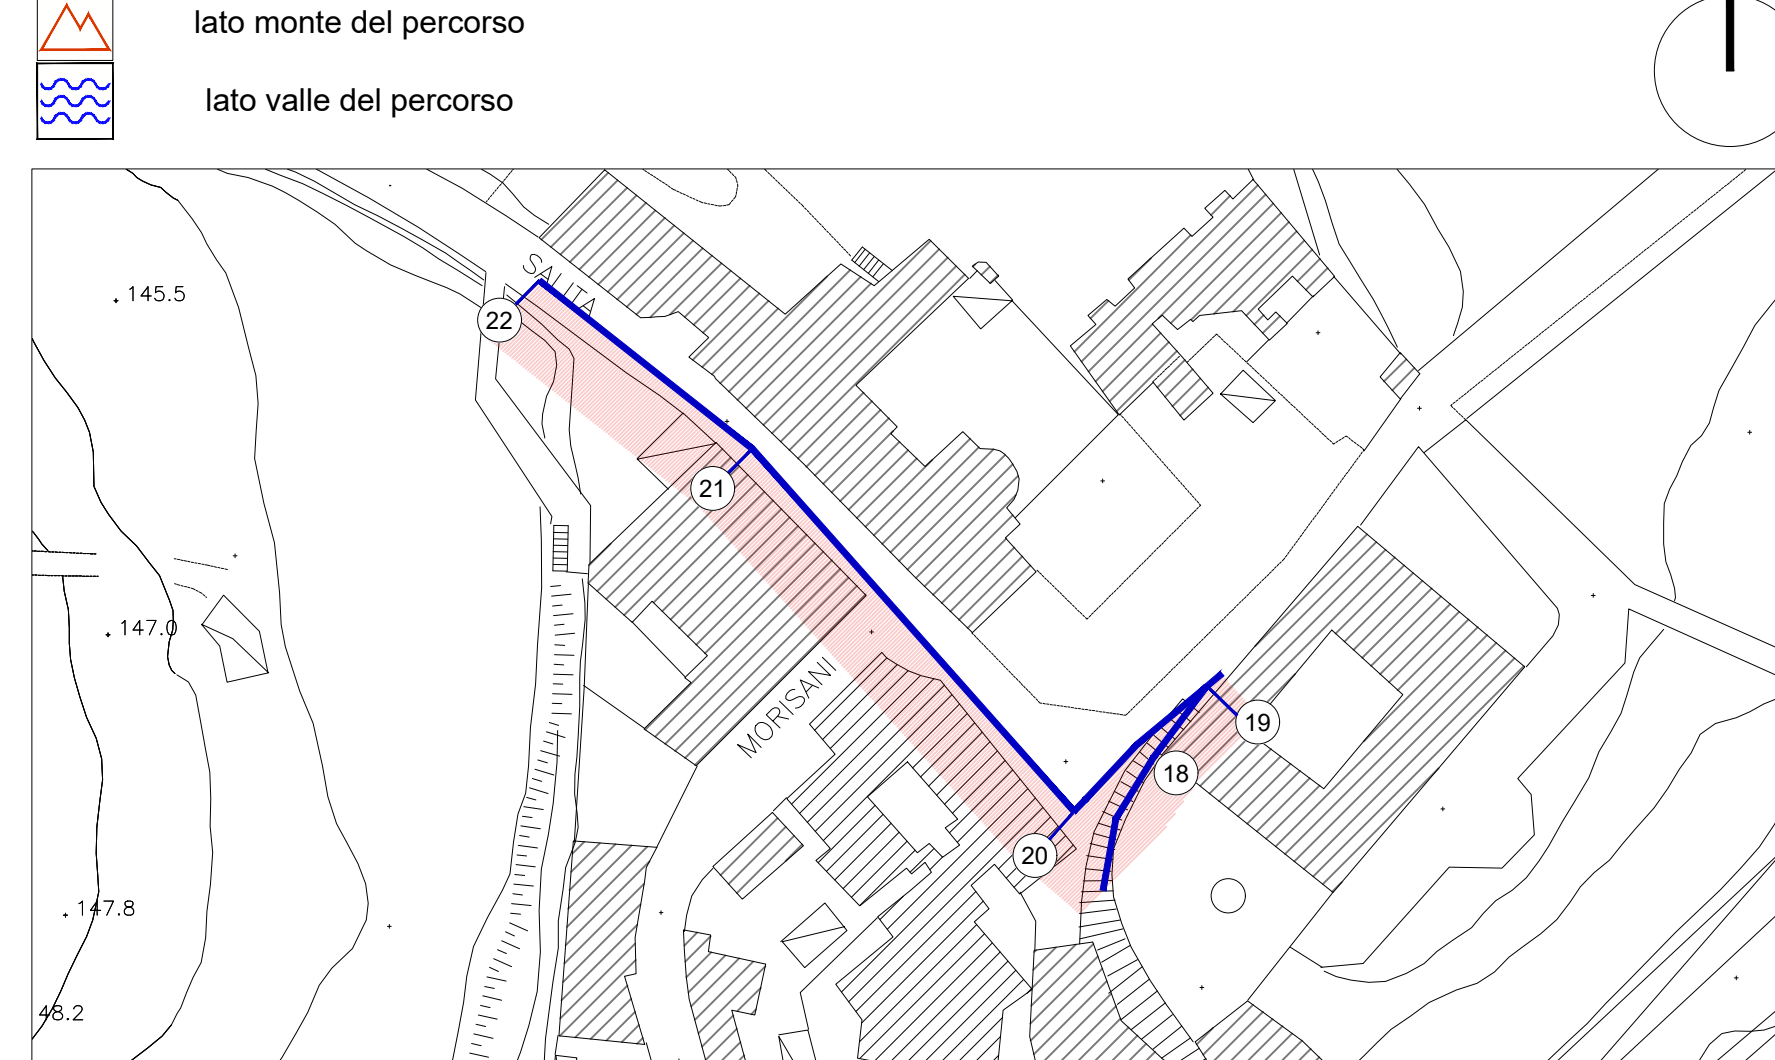 lato monte del percorso
lato valle del percorso
SALITA
145.5
22
21
147.0
MORISANI
19
18
20
147.8
48.2